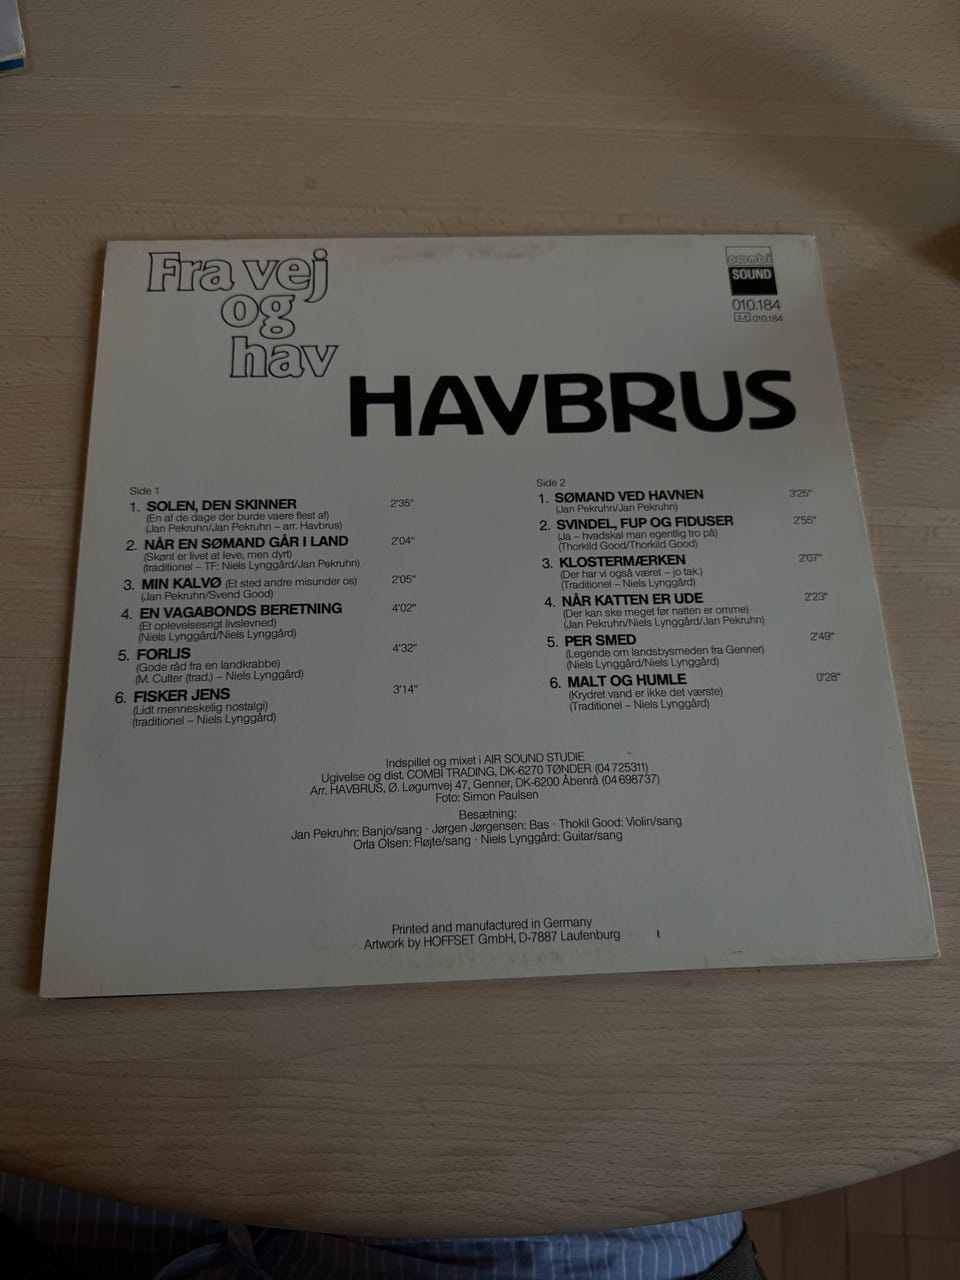 Fra vej
og
hav
combi
SOUND
010.184
010.184
HAVBRUS
Side 1
1. SOLEN, DEN SKINNER 2'35"
(En af de dage der burde vaere flest af)
(Jan Pekruhn/Jan Pekruhn – arr. Havbrus)
2. NÅR EN SØMAND GÅR I LAND 2'04"
(Skønt er livet at leve, men dyrt)
(traditionel – TF: Niels Lynggård/Jan Pekruhn)
3. MIN KALVØ (Et sted andre misunder os) 2'05"
(Jan Pekruhn/Svend Good)
4. EN VAGABONDS BERETNING 4'02"
(Et oplevelsesrigt livslevned)
(Niels Lynggård/Niels Lynggård)
5. FORLIS 4'32"
(Gode råd fra en landkrabbe)
(M. Culter (trad.) – Niels Lynggård)
6. FISKER JENS 3'14"
(Lidt menneskelig nostalgi)
(traditionel – Niels Lynggård)
Side 2
1. SØMAND VED HAVNEN 3'25"
(Jan Pekruhn/Jan Pekruhn)
2. SVINDEL, FUP OG FIDUSER 2'55"
(Ja – hvadskal man egentlig tro på)
(Thorkild Good/Thorkild Good)
3. KLOSTERMÆRKEN 2'07"
(Der har vi også været – jo tak.)
(Traditionel – Niels Lynggård)
4. NÅR KATTEN ER UDE 2'23"
(Der kan ske meget før natten er omme)
(Jan Pekruhn/Niels Lynggård/Jan Pekruhn)
5. PER SMED 2'49"
(Legende om landsbysmeden fra Genner)
(Niels Lynggård/Niels Lynggård)
6. MALT OG HUMLE 0'28"
(Krydret vand er ikke det værste)
(Traditionel – Niels Lynggård)
Indspillet og mixet i AIR SOUND STUDIE
Ugivelse og dist. COMBI TRADING, DK-6270 TØNDER (04 725311)
Arr. HAVBRUS, Ø. Løgumvej 47, Genner, DK-6200 Åbenrå (04 698737)
Foto: Simon Paulsen
Besætning:
Jan Pekruhn: Banjo/sang · Jørgen Jørgensen: Bas · Thokil Good: Violin/sang
Orla Olsen: Fløjte/sang · Niels Lynggård: Guitar/sang
Printed and manufactured in Germany
Artwork by HOFFSET GmbH, D-7887 Laufenburg